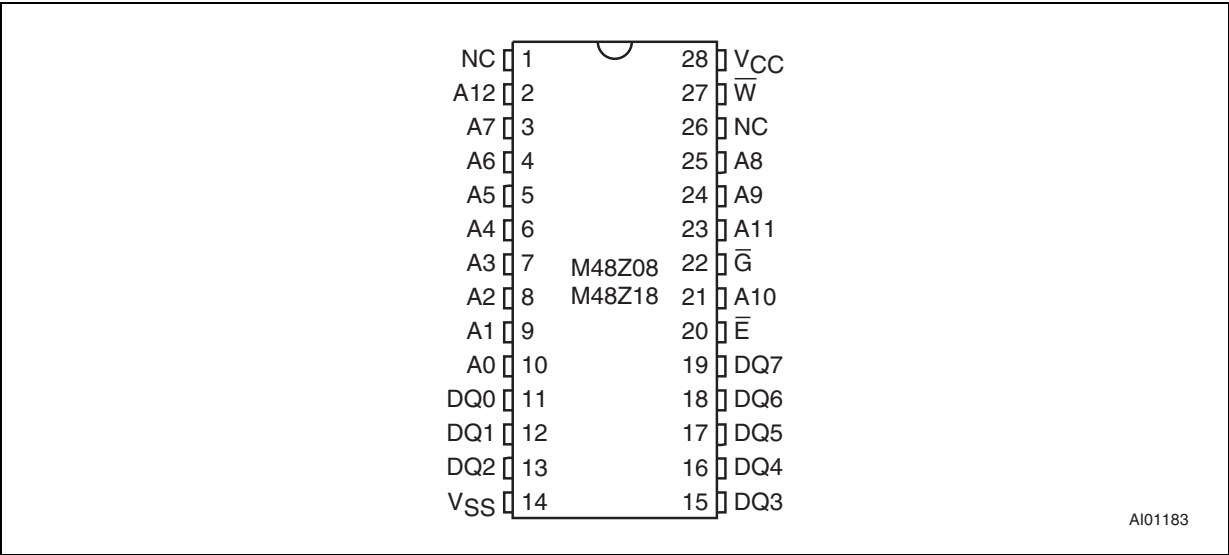 NC 1 28 VCC
A12 2 27 W̅
A7 3 26 NC
A6 4 25 A8
A5 5 24 A9
A4 6 23 A11
A3 7 M48Z08 22 G̅
A2 8 M48Z18 21 A10
A1 9 20 E̅
A0 10 19 DQ7
DQ0 11 18 DQ6
DQ1 12 17 DQ5
DQ2 13 16 DQ4
VSS 14 15 DQ3
AI01183